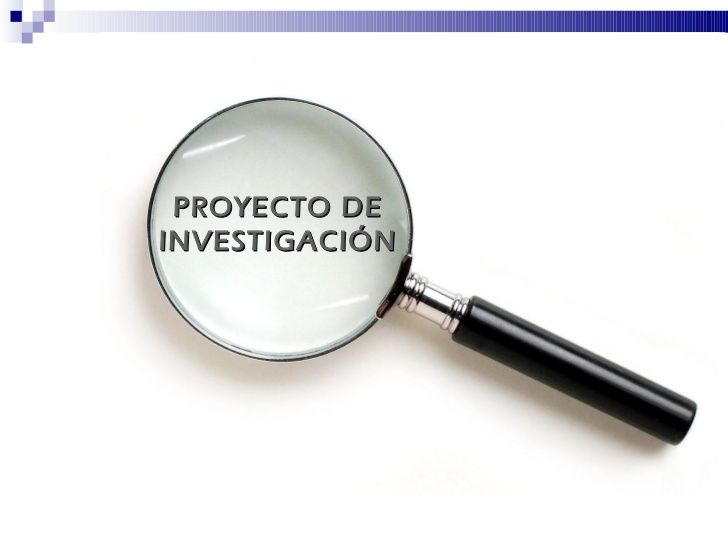 PROYECTO DE
INVESTIGACIÓN